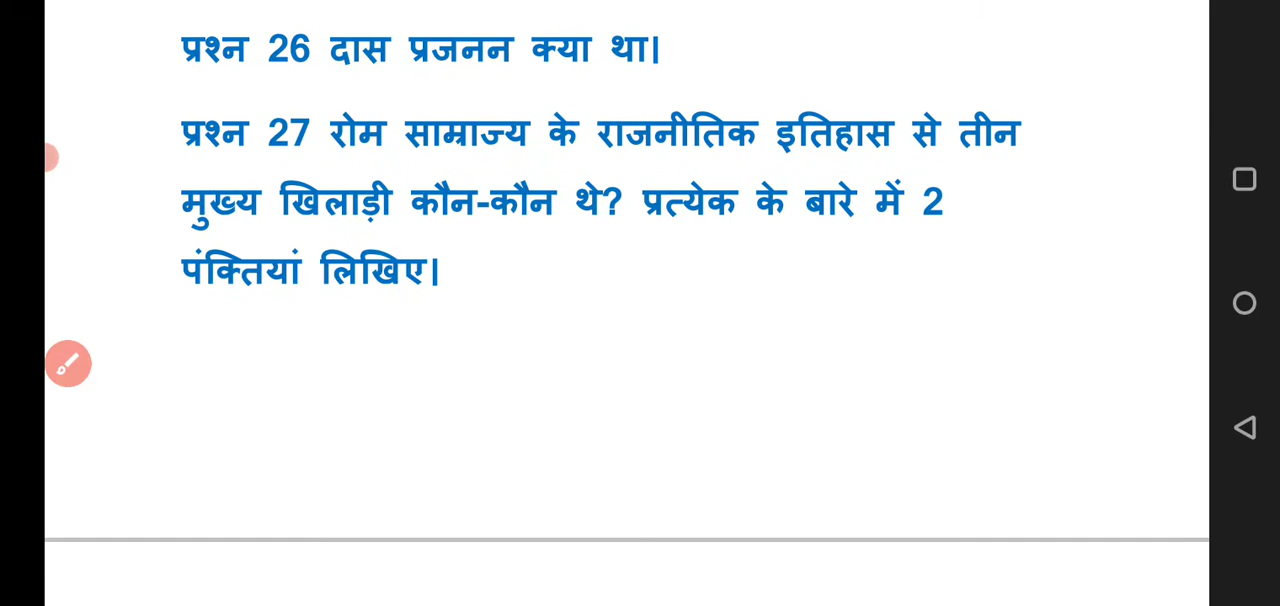 प्रश्न 26 दास प्रजनन क्या था।
प्रश्न 27 रोम साम्राज्य के राजनीतिक इतिहास से तीन
मुख्य खिलाड़ी कौन-कौन थे? प्रत्येक के बारे में 2
पंक्तियां लिखिए।